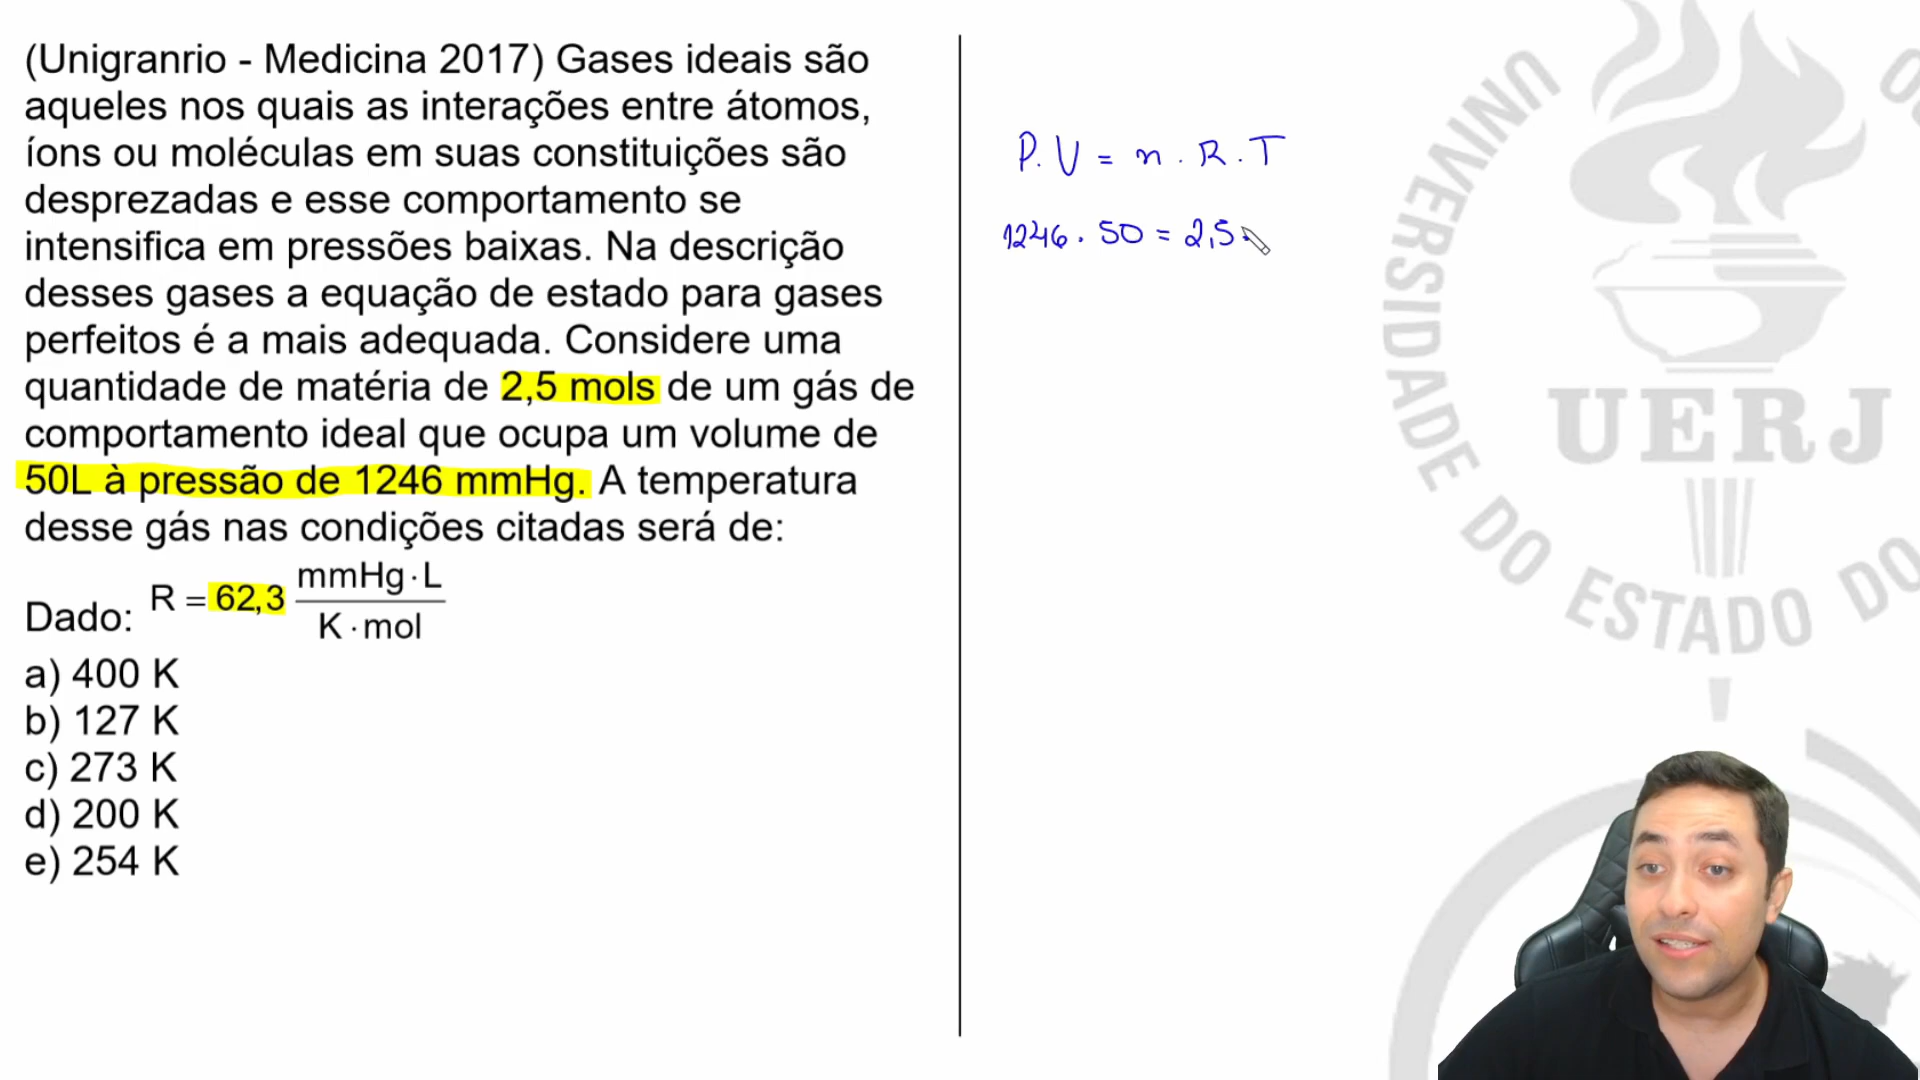 (Unigranrio - Medicina 2017) Gases ideais são
aqueles nos quais as interações entre átomos,
íons ou moléculas em suas constituições são
desprezadas e esse comportamento se
intensifica em pressões baixas. Na descrição
desses gases a equação de estado para gases
perfeitos é a mais adequada. Considere uma
quantidade de matéria de 2,5 mols de um gás de
comportamento ideal que ocupa um volume de
50L à pressão de 1246 mmHg. A temperatura
desse gás nas condições citadas será de:
Dado: R = 62,3 mmHg·L
K·mol
a) 400 K
b) 127 K
c) 273 K
d) 200 K
e) 254 K
P.V = n.R.T
1246.50 = 2,5.
UNIVERSIDADE DO ESTADO DO
UERJ